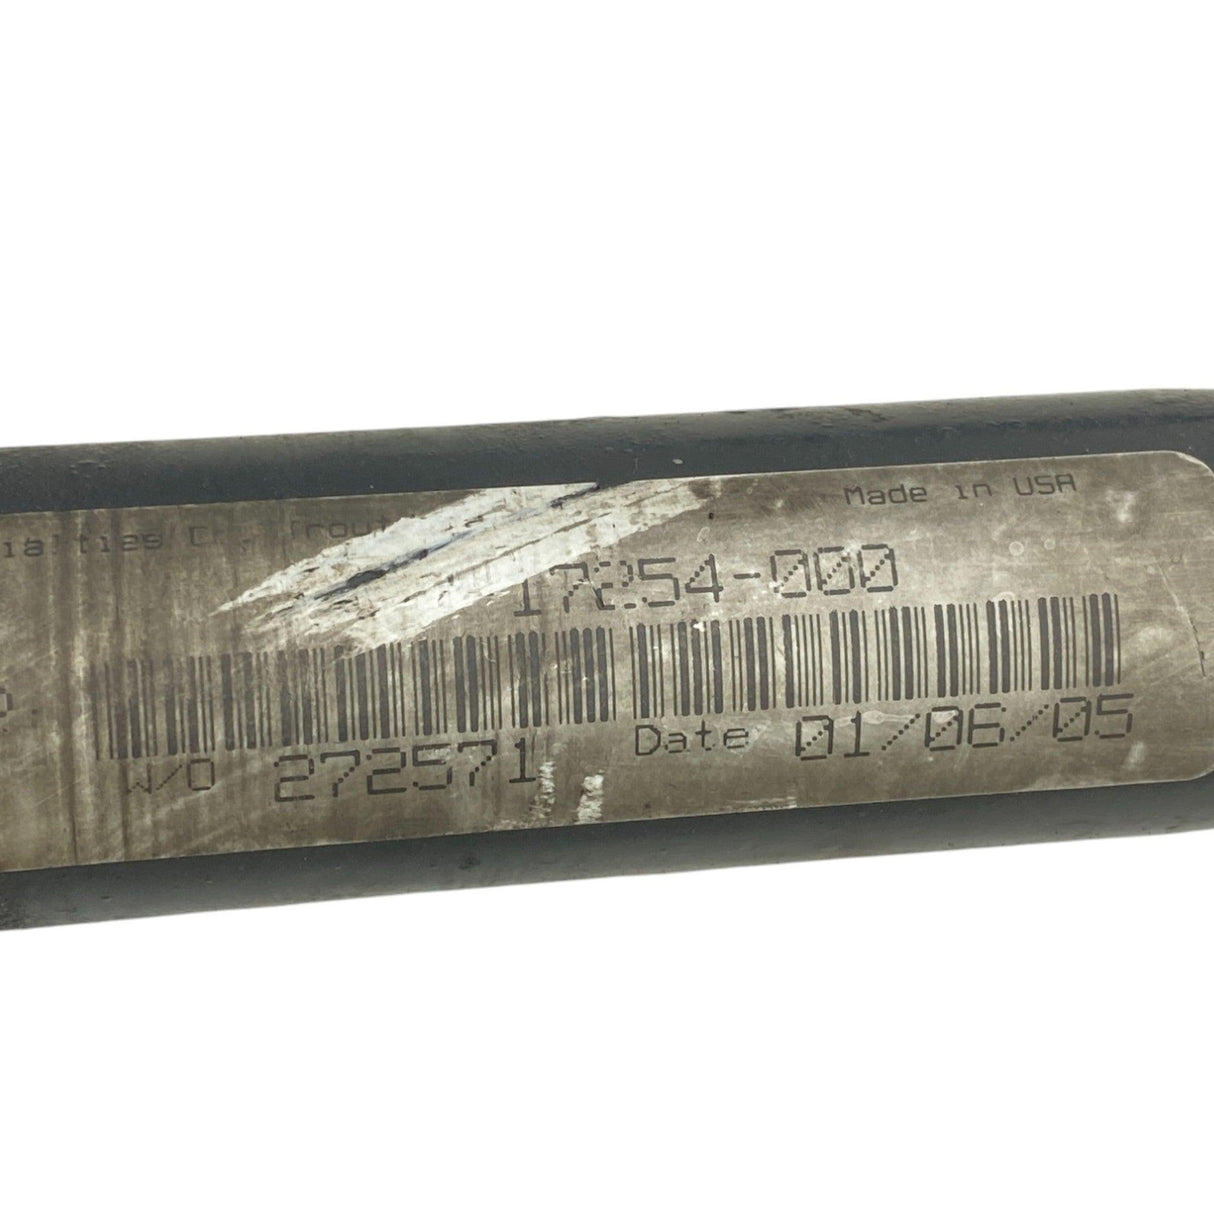 Made in USA
17254-000
W/O 272571 Date 01/06/05